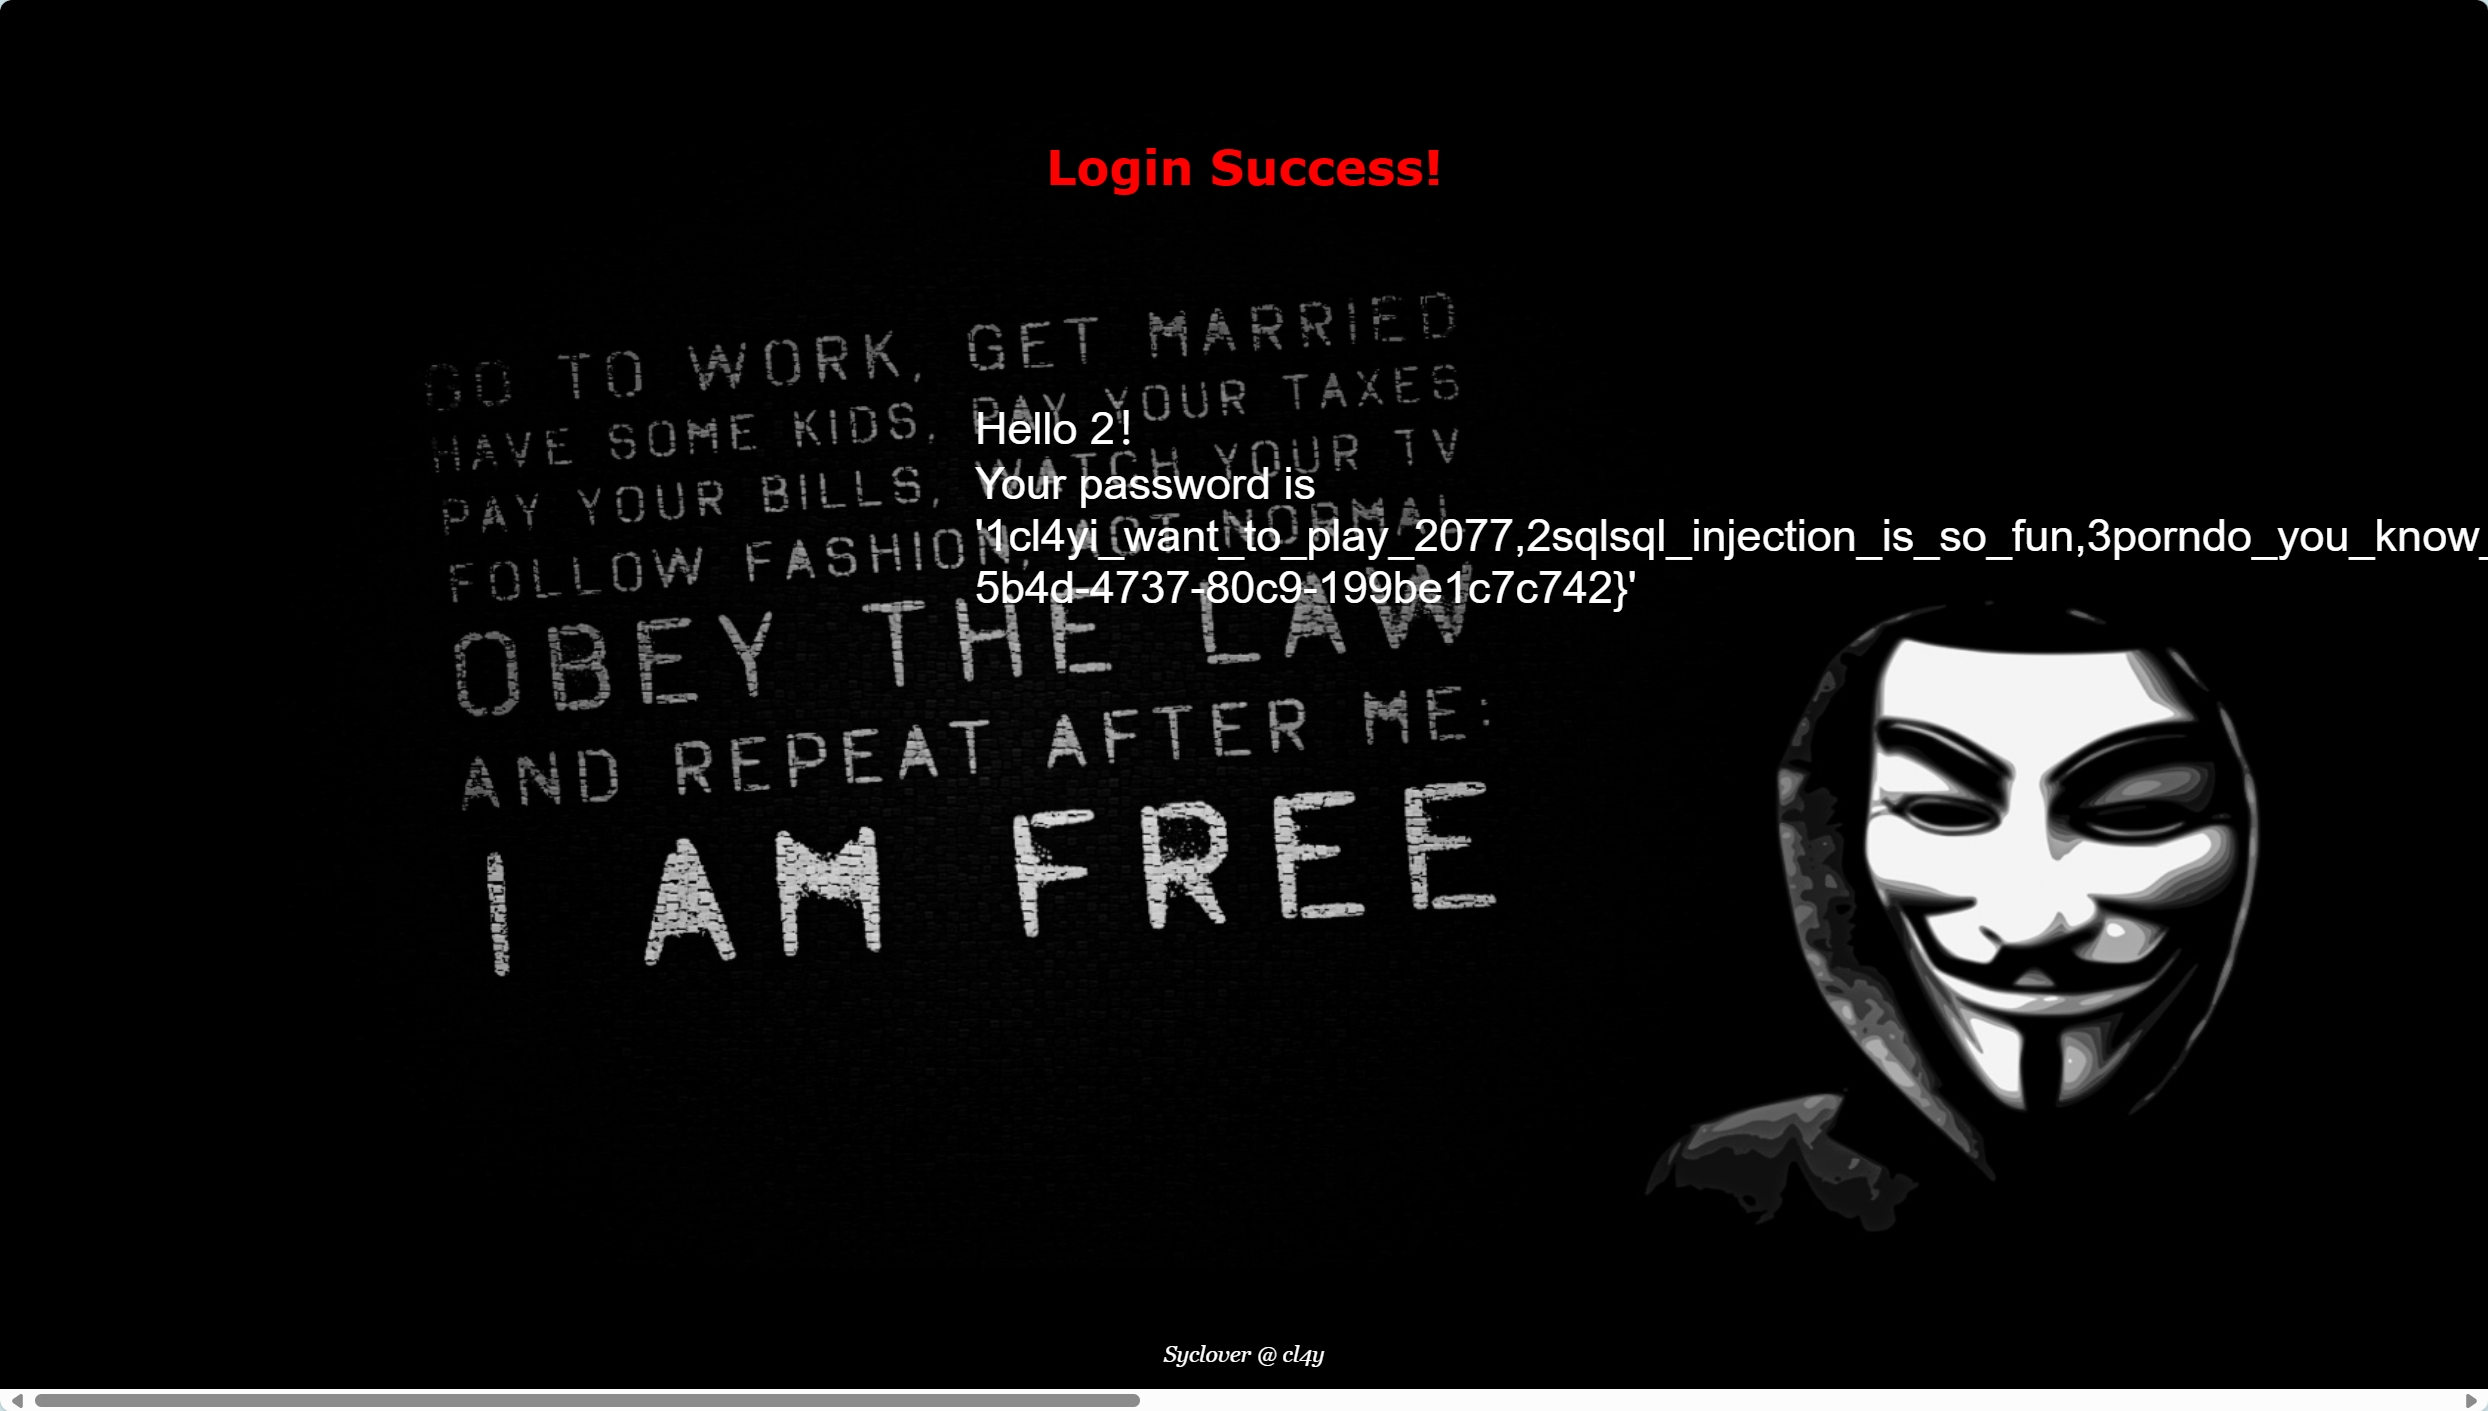 Login Success!
GO TO WORK, GET MARRIED
HAVE SOME KIDS, PAY YOUR TAXES
PAY YOUR BILLS, WATCH YOUR TV
FOLLOW FASHION, ACT NORMAL
OBEY THE LAW
AND REPEAT AFTER ME:
I AM FREE
Hello 2!
Your password is
'1cl4yi_want_to_play_2077,2sqlsql_injection_is_so_fun,3porndo_you_know_
5b4d-4737-80c9-199be1c7c742}'
Syclover @ cl4y